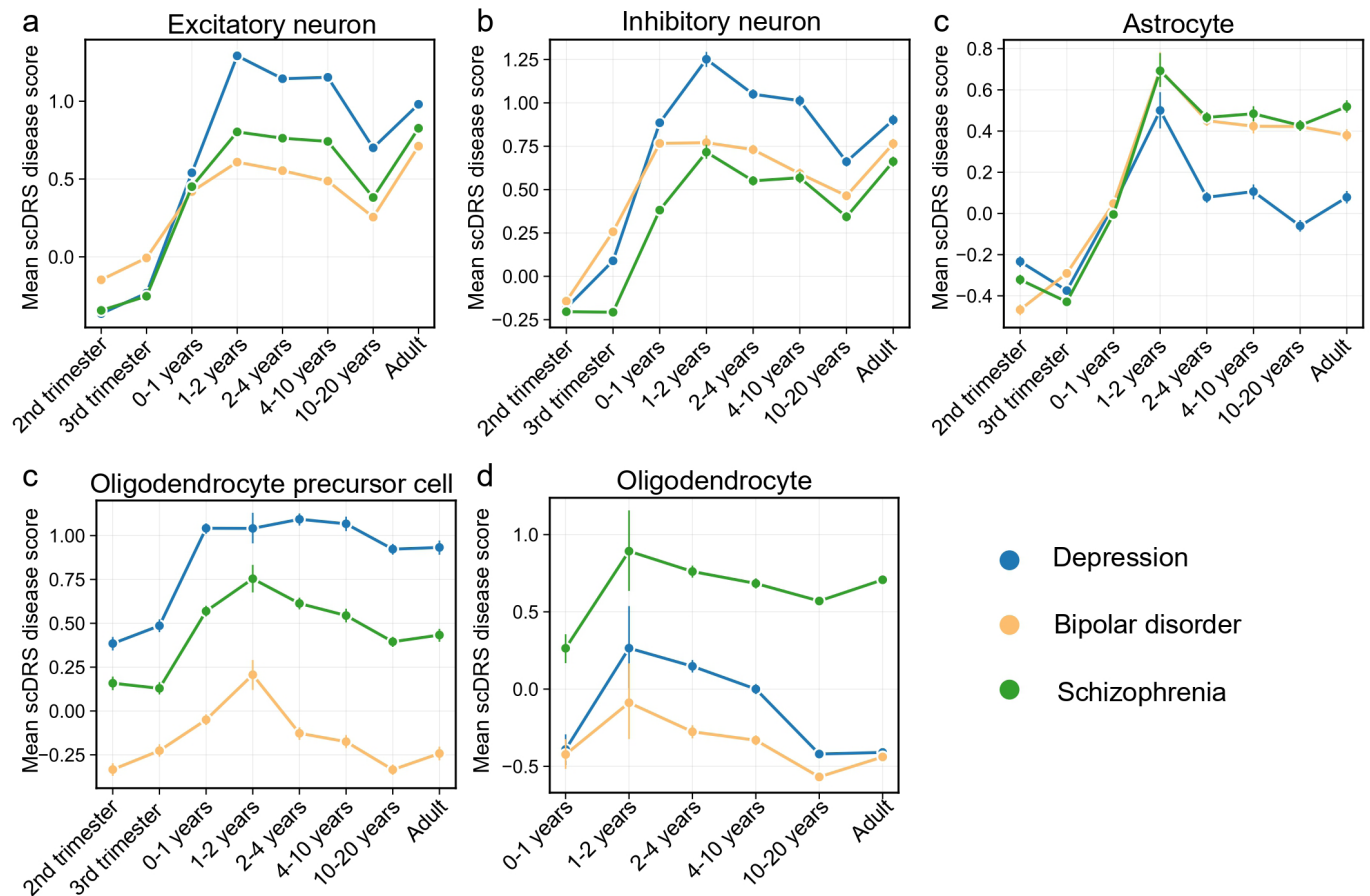 a
Excitatory neuron
Mean scDRS disease score
1.0
0.5
0.0
2nd trimester
3rd trimester
0-1 years
1-2 years
2-4 years
4-10 years
10-20 years
Adult
b
Inhibitory neuron
Mean scDRS disease score
1.25
1.00
0.75
0.50
0.25
0.00
−0.25
2nd trimester
3rd trimester
0-1 years
1-2 years
2-4 years
4-10 years
10-20 years
Adult
c
Astrocyte
Mean scDRS disease score
0.8
0.6
0.4
0.2
0.0
−0.2
−0.4
2nd trimester
3rd trimester
0-1 years
1-2 years
2-4 years
4-10 years
10-20 years
Adult
c
Oligodendrocyte precursor cell
Mean scDRS disease score
1.00
0.75
0.50
0.25
0.00
−0.25
2nd trimester
3rd trimester
0-1 years
1-2 years
2-4 years
4-10 years
10-20 years
Adult
d
Oligodendrocyte
Mean scDRS disease score
1.0
0.5
0.0
−0.5
0-1 years
1-2 years
2-4 years
4-10 years
10-20 years
Adult
Depression
Bipolar disorder
Schizophrenia